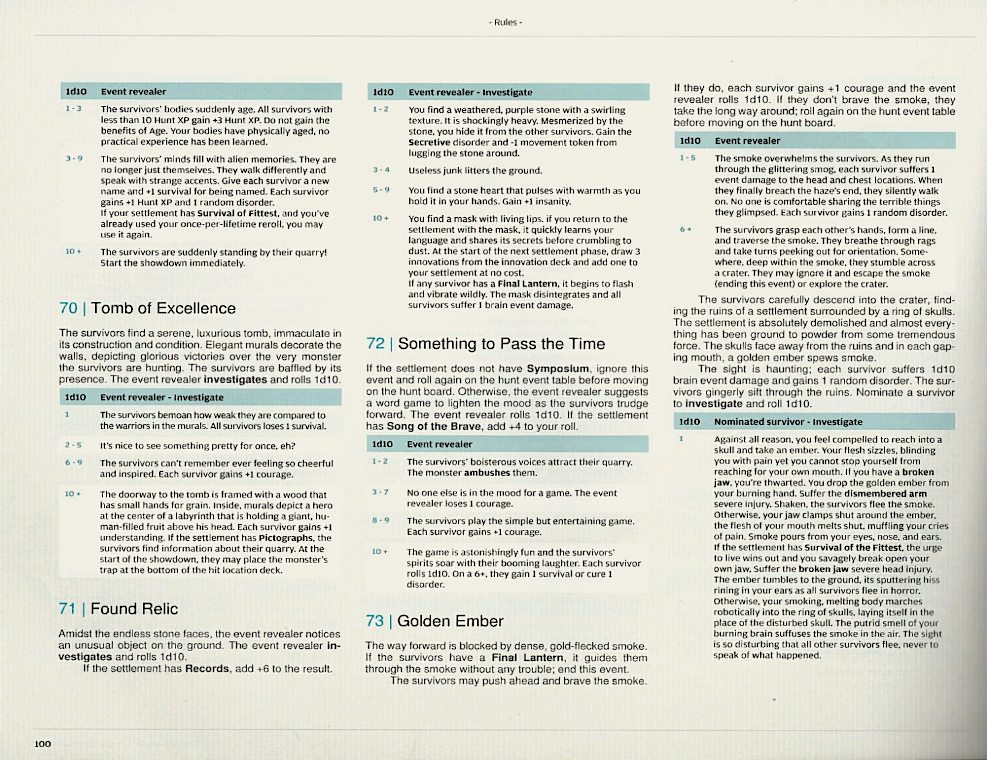 - Rules -
1d10 Event revealer
1 - 3 The survivors' bodies suddenly age. All survivors with
less than 10 Hunt XP gain +3 Hunt XP. Do not gain the
benefits of Age. Your bodies have physically aged, no
practical experience has been learned.
3 - 9 The survivors' minds fill with alien memories. They are
no longer just themselves. They walk differently and
speak with strange accents. Give each survivor a new
name and +1 survival for being named. Each survivor
gains +1 Hunt XP and 1 random disorder.
If your settlement has Survival of Fittest, and you've
already used your once-per-lifetime reroll, you may
use it again.
10 + The survivors are suddenly standing by their quarry!
Start the showdown immediately.
70 | Tomb of Excellence
The survivors find a serene, luxurious tomb, immaculate in
its construction and condition. Elegant murals decorate the
walls, depicting glorious victories over the very monster
the survivors are hunting. The survivors are baffled by its
presence. The event revealer investigates and rolls 1d10.
1d10 Event revealer - Investigate
1 The survivors bemoan how weak they are compared to
the warriors in the murals. All survivors loses 1 survival.
2 - 5 It's nice to see something pretty for once, eh?
6 - 9 The survivors can't remember ever feeling so cheerful
and inspired. Each survivor gains +1 courage.
10 + The doorway to the tomb is framed with a wood that
has small hands for grain. Inside, murals depict a hero
at the center of a labyrinth that is holding a giant, hu-
man-filled fruit above his head. Each survivor gains +1
understanding. If the settlement has Pictographs, the
survivors find information about their quarry. At the
start of the showdown, they may place the monster's
trap at the bottom of the hit location deck.
71 | Found Relic
Amidst the endless stone faces, the event revealer notices
an unusual object on the ground. The event revealer in-
vestigates and rolls 1d10.
If the settlement has Records, add +6 to the result.
1d10 Event revealer - Investigate
1 - 2 You find a weathered, purple stone with a swirling
texture. It is shockingly heavy. Mesmerized by the
stone, you hide it from the other survivors. Gain the
Secretive disorder and -1 movement token from
lugging the stone around.
3 - 4 Useless junk litters the ground.
5 - 9 You find a stone heart that pulses with warmth as you
hold it in your hands. Gain +1 insanity.
10 + You find a mask with living lips. if you return to the
settlement with the mask, it quickly learns your
language and shares its secrets before crumbling to
dust. At the start of the next settlement phase, draw 3
innovations from the innovation deck and add one to
your settlement at no cost.
If any survivor has a Final Lantern, it begins to flash
and vibrate wildly. The mask disintegrates and all
survivors suffer 1 brain event damage.
72 | Something to Pass the Time
If the settlement does not have Symposium, ignore this
event and roll again on the hunt event table before moving
on the hunt board. Otherwise, the event revealer suggests
a word game to lighten the mood as the survivors trudge
forward. The event revealer rolls 1d10. If the settlement
has Song of the Brave, add +4 to your roll.
1d10 Event revealer
1 - 2 The survivors' boisterous voices attract their quarry.
The monster ambushes them.
3 - 7 No one else is in the mood for a game. The event
revealer loses 1 courage.
8 - 9 The survivors play the simple but entertaining game.
Each survivor gains +1 courage.
10 + The game is astonishingly fun and the survivors'
spirits soar with their booming laughter. Each survivor
rolls 1d10. On a 6+, they gain 1 survival or cure 1
disorder.
73 | Golden Ember
The way forward is blocked by dense, gold-flecked smoke.
If the survivors have a Final Lantern, it guides them
through the smoke without any trouble; end this event.
The survivors may push ahead and brave the smoke.
If they do, each survivor gains +1 courage and the event
revealer rolls 1d10. If they don't brave the smoke, they
take the long way around; roll again on the hunt event table
before moving on the hunt board.
1d10 Event revealer
1 - 5 The smoke overwhelms the survivors. As they run
through the glittering smog, each survivor suffers 1
event damage to the head and chest locations. When
they finally breach the haze's end, they silently walk
on. No one is comfortable sharing the terrible things
they glimpsed. Each survivor gains 1 random disorder.
6 + The survivors grasp each other's hands, form a line,
and traverse the smoke. They breathe through rags
and take turns peeking out for orientation. Some-
where, deep within the smoke, they stumble across
a crater. They may ignore it and escape the smoke
(ending this event) or explore the crater.
The survivors carefully descend into the crater, find-
ing the ruins of a settlement surrounded by a ring of skulls.
The settlement is absolutely demolished and almost every-
thing has been ground to powder from some tremendous
force. The skulls face away from the ruins and in each gap-
ing mouth, a golden ember spews smoke.
The sight is haunting; each survivor suffers 1d10
brain event damage and gains 1 random disorder. The sur-
vivors gingerly sift through the ruins. Nominate a survivor
to investigate and roll 1d10.
1d10 Nominated survivor - Investigate
1 Against all reason, you feel compelled to reach into a
skull and take an ember. Your flesh sizzles, blinding
you with pain yet you cannot stop yourself from
reaching for your own mouth. If you have a broken
jaw, you're thwarted. You drop the golden ember from
your burning hand. Suffer the dismembered arm
severe injury. Shaken, the survivors flee the smoke.
Otherwise, your jaw clamps shut around the ember,
the flesh of your mouth melts shut, muffling your cries
of pain. Smoke pours from your eyes, nose, and ears.
If the settlement has Survival of the Fittest, the urge
to live wins out and you savagely break open your
own jaw, Suffer the broken jaw severe head injury.
The ember tumbles to the ground, its sputtering hiss
rining in your ears as all survivors flee in horror.
Otherwise, your smoking, melting body marches
robotically into the ring of skulls, laying itself in the
place of the disturbed skull. The putrid smell of your
burning brain suffuses the smoke in the air. The sight
is so disturbing that all other survivors flee, never to
speak of what happened.
100